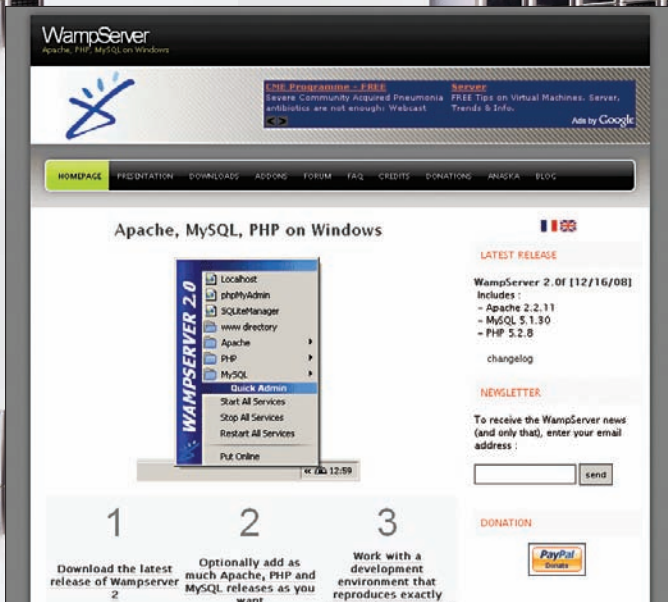 WampServer
Apache, PHP, MySQL on Windows
CME Programme - FREE
Severe Community Acquired Pneumonia
antibiotics are not enough: Webcast
Server
FREE Tips on Virtual Machines. Server,
Trends & Info.
Ads by Google
HOMEPAGE PRESENTATION DOWNLOADS ADDONS FORUM FAQ CREDITS DONATIONS ANASKA BLOG
Apache, MySQL, PHP on Windows
WAMPSERVER 2.0
Localhost
phpMyAdmin
SQLiteManager
www directory
Apache
PHP
MySQL
Quick Admin
Start All Services
Stop All Services
Restart All Services
Put Online
« 12:59
LATEST RELEASE
WampServer 2.0f [12/16/08]
Includes :
- Apache 2.2.11
- MySQL 5.1.30
- PHP 5.2.8
changelog
NEWSLETTER
To receive the WampServer news
(and only that), enter your email
address :
send
DONATION
PayPal
Donate
1
Download the latest
release of Wampserver
2
2
Optionally add as
much Apache, PHP and
MySQL releases as you
want
3
Work with a
development
environment that
reproduces exactly